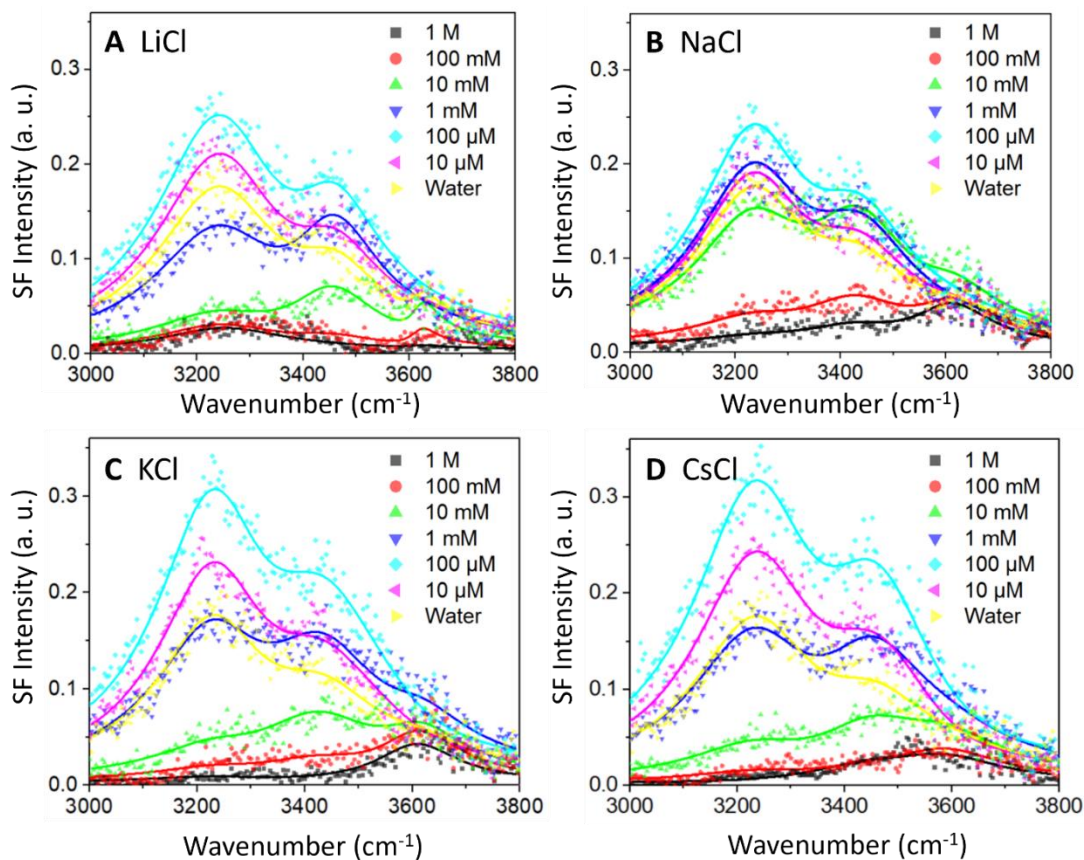 A LiCl
1 M
100 mM
10 mM
1 mM
100 µM
10 µM
Water
SF Intensity (a. u.)
0.3
0.2
0.1
0.0
3000 3200 3400 3600 3800
Wavenumber (cm-1)
B NaCl
1 M
100 mM
10 mM
1 mM
100 µM
10 µM
Water
SF Intensity (a. u.)
0.3
0.2
0.1
0.0
3000 3200 3400 3600 3800
Wavenumber (cm-1)
C KCl
1 M
100 mM
10 mM
1 mM
100 µM
10 µM
Water
SF Intensity (a. u.)
0.3
0.2
0.1
0.0
3000 3200 3400 3600 3800
Wavenumber (cm-1)
D CsCl
1 M
100 mM
10 mM
1 mM
100 µM
10 µM
Water
SF Intensity (a. u.)
0.3
0.2
0.1
0.0
3000 3200 3400 3600 3800
Wavenumber (cm-1)